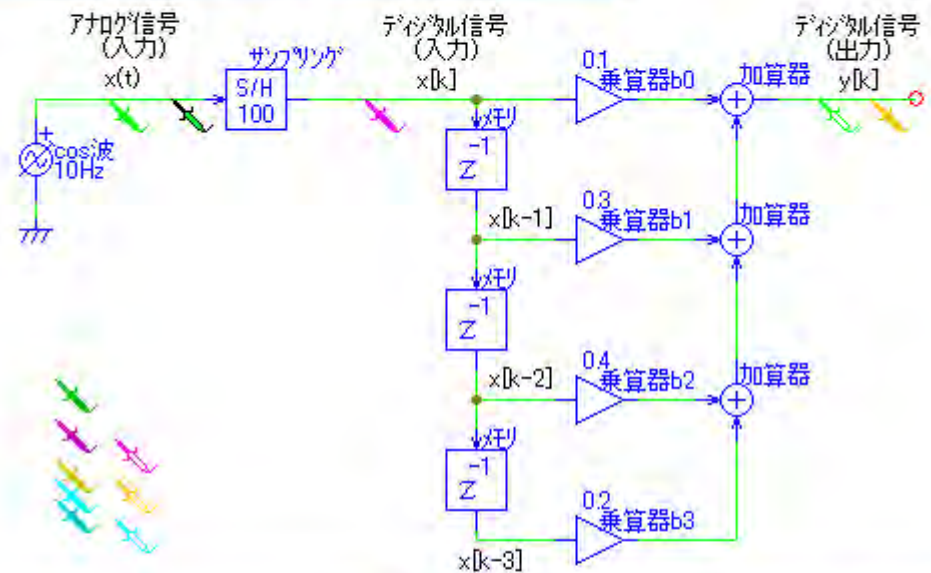 アナログ信号
(入力)
x(t)
サンプリング
S/H
100
ディジタル信号
(入力)
x[k]
0.1
乗算器b0
加算器
ディジタル信号
(出力)
y[k]
cos波
10Hz
メモリ
Z-1
x[k-1]
0.3
乗算器b1
加算器
メモリ
Z-1
x[k-2]
0.4
乗算器b2
加算器
メモリ
Z-1
x[k-3]
0.2
乗算器b3